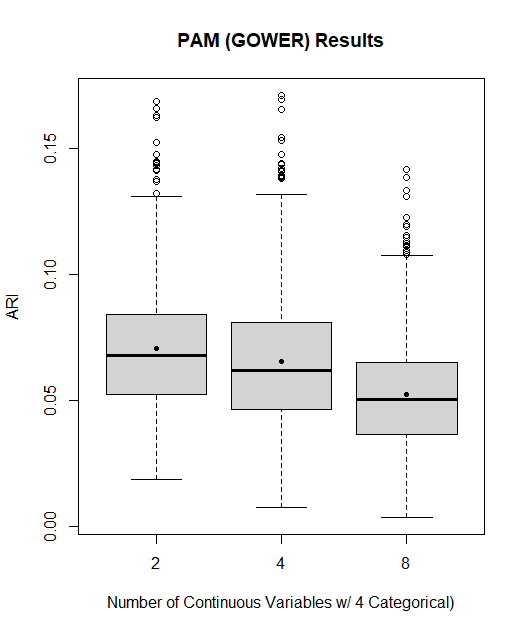 PAM (GOWER) Results
0.15
0.10
0.05
0.00
ARI
2 4 8
Number of Continuous Variables w/ 4 Categorical)